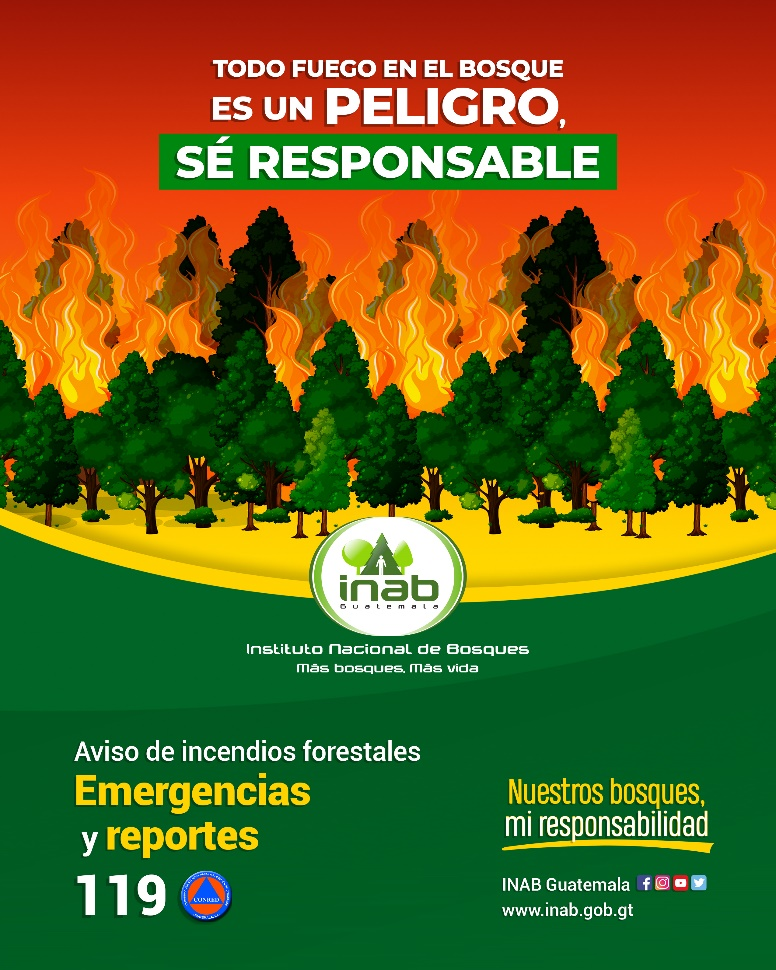 TODO FUEGO EN EL BOSQUE
ES UN PELIGRO,
SÉ RESPONSABLE
inab
Guatemala
Instituto Nacional de Bosques
Más bosques, Más vida
Aviso de incendios forestales
Emergencias
y reportes
119
CONRED
Nuestros bosques,
mi responsabilidad
INAB Guatemala
www.inab.gob.gt